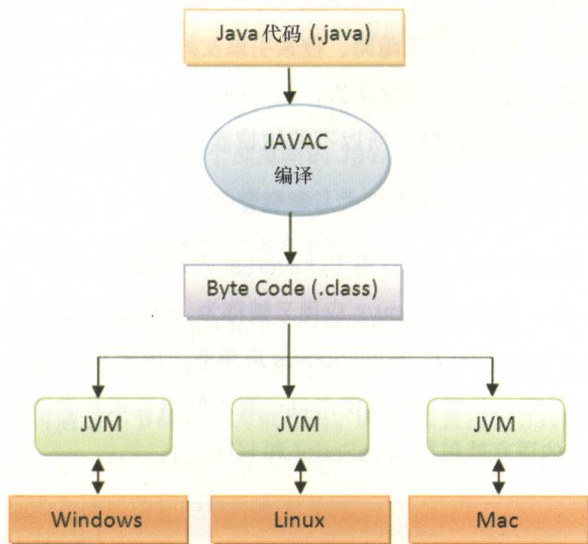 Java 代码 (.java)
JAVAC
编译
Byte Code (.class)
JVM
JVM
JVM
Windows
Linux
Mac